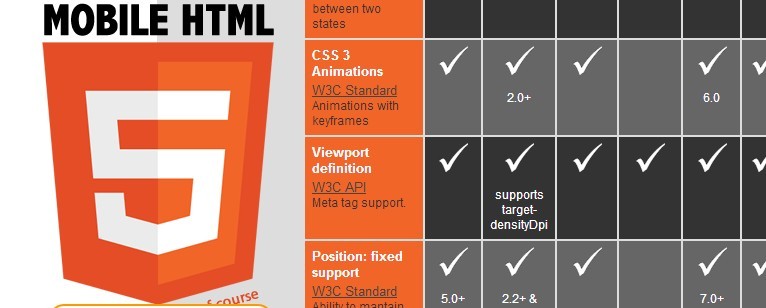 MOBILE HTML
5
f course
between two
states
CSS 3
Animations
W3C Standard
Animations with
keyframes
2.0+
6.0
Viewport
definition
W3C API
Meta tag support.
supports
target-
densityDpi
Position: fixed
support
W3C Standard
Ability to mantain
5.0+
2.2+ &
7.0+